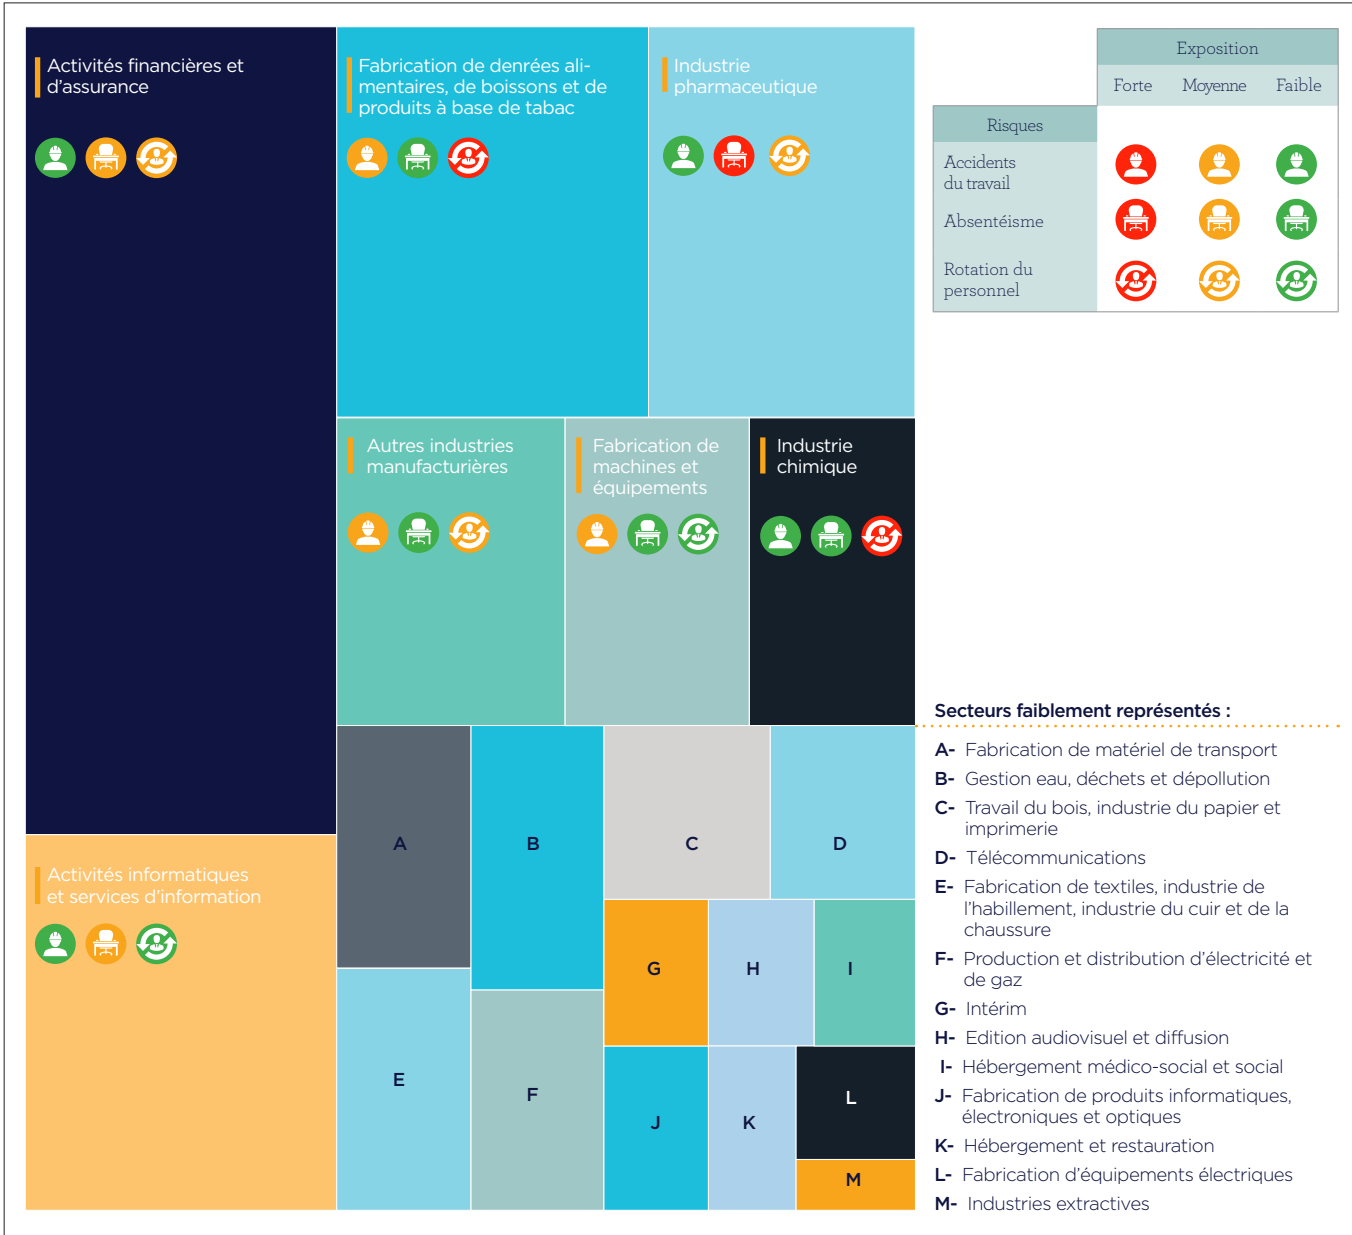 Activités financières et
d'assurance
Fabrication de denrées ali-
mentaires, de boissons et de
produits à base de tabac
Industrie
pharmaceutique
Exposition
Forte Moyenne Faible
Risques
Accidents
du travail
Absentéisme
Rotation du
personnel
Autres industries
manufacturières
Fabrication de
machines et
équipements
Industrie
chimique
Activités informatiques
et services d'information
A
B
C
D
E
F
G
H
I
J
K
L
M
Secteurs faiblement représentés :
A- Fabrication de matériel de transport
B- Gestion eau, déchets et dépollution
C- Travail du bois, industrie du papier et
imprimerie
D- Télécommunications
E- Fabrication de textiles, industrie de
l'habillement, industrie du cuir et de la
chaussure
F- Production et distribution d'électricité et
de gaz
G- Intérim
H- Edition audiovisuel et diffusion
I- Hébergement médico-social et social
J- Fabrication de produits informatiques,
électroniques et optiques
K- Hébergement et restauration
L- Fabrication d'équipements électriques
M- Industries extractives